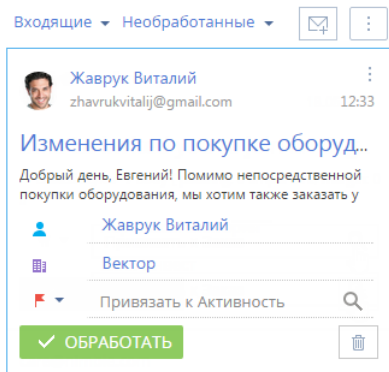 Входящие Необработанные
Жаврук Виталий
zhavrukvitalij@gmail.com 12:33
Изменения по покупке оборуд...
Добрый день, Евгений! Помимо непосредственной
покупки оборудования, мы хотим также заказать у
Жаврук Виталий
Вектор
Привязать к Активность
ОБРАБОТАТЬ